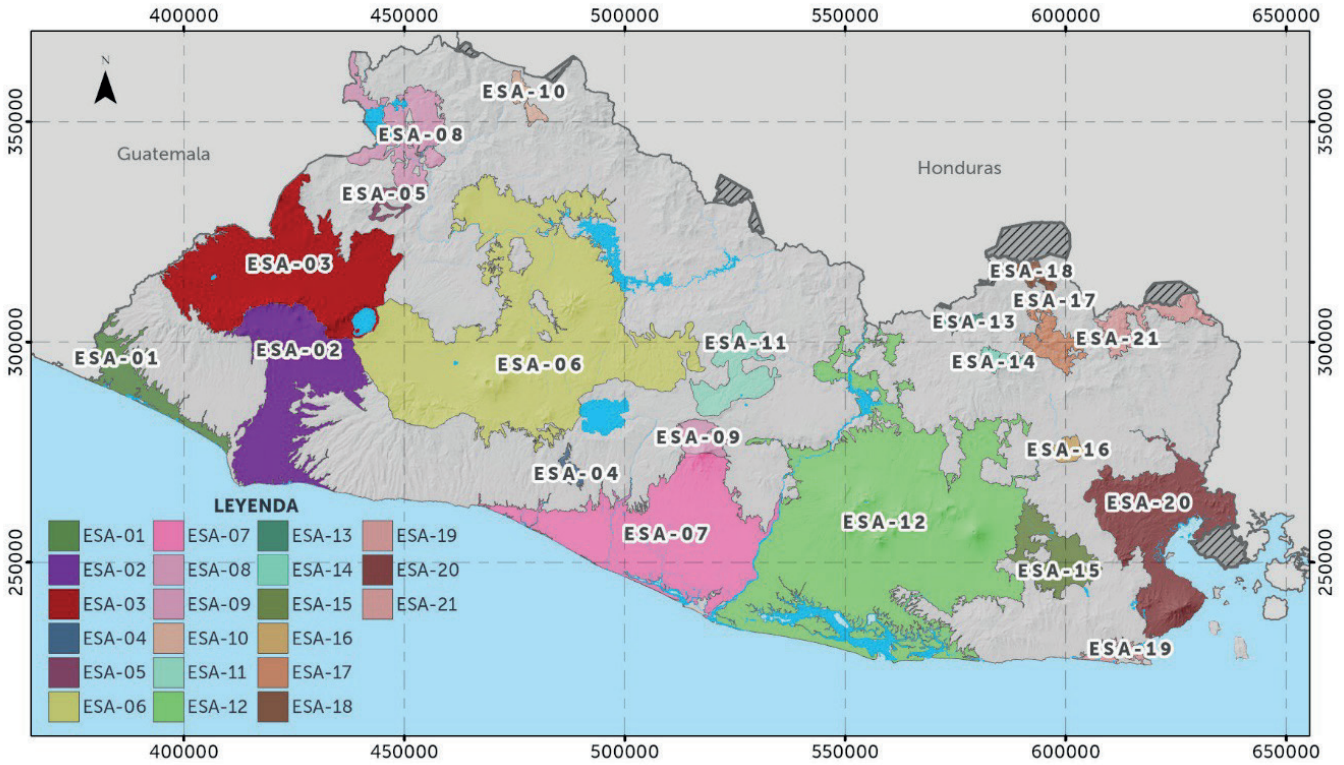 400000 450000 500000 550000 600000 650000
N
350000
350000
Guatemala
Honduras
ESA-10
ESA-08
ESA-05
ESA-03
ESA-18
ESA-17
ESA-13
ESA-21
300000
300000
ESA-01
ESA-02
ESA-06
ESA-11
ESA-14
ESA-09
ESA-16
ESA-04
ESA-20
ESA-07
ESA-12
ESA-15
250000
250000
ESA-19
LEYENDA
ESA-01 ESA-07 ESA-13 ESA-19
ESA-02 ESA-08 ESA-14 ESA-20
ESA-03 ESA-09 ESA-15 ESA-21
ESA-04 ESA-10 ESA-16
ESA-05 ESA-11 ESA-17
ESA-06 ESA-12 ESA-18
400000 450000 500000 550000 600000 650000